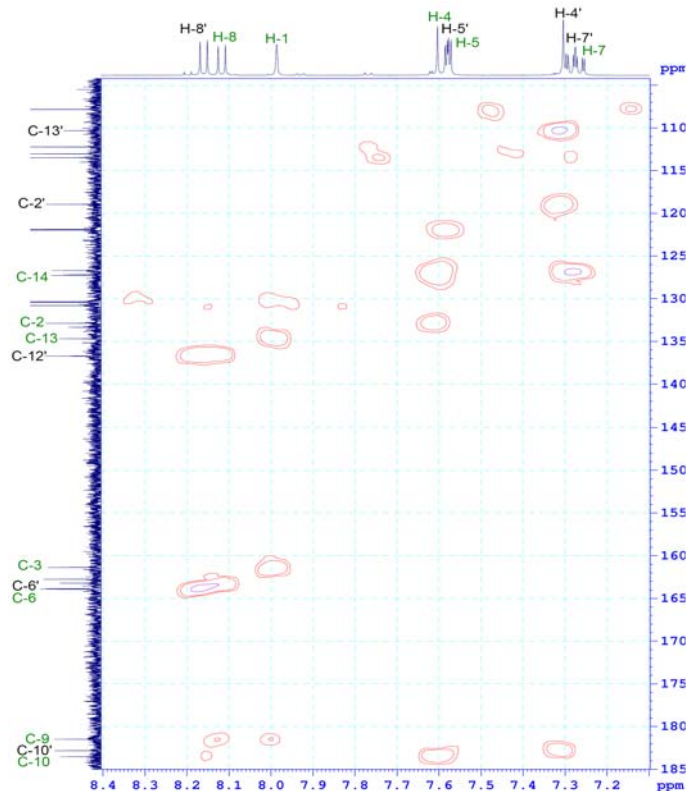 H-8' H-8 H-1 H-4 H-5' H-5 H-4' H-7' H-7
ppm
C-13' 110
115
C-2' 120
125
C-14
130
C-2
C-13 135
C-12'
140
145
150
155
160
C-3
C-6'
C-6 165
170
175
180
C-9
C-10'
C-10 185
8.4 8.3 8.2 8.1 8.0 7.9 7.8 7.7 7.6 7.5 7.4 7.3 7.2 ppm